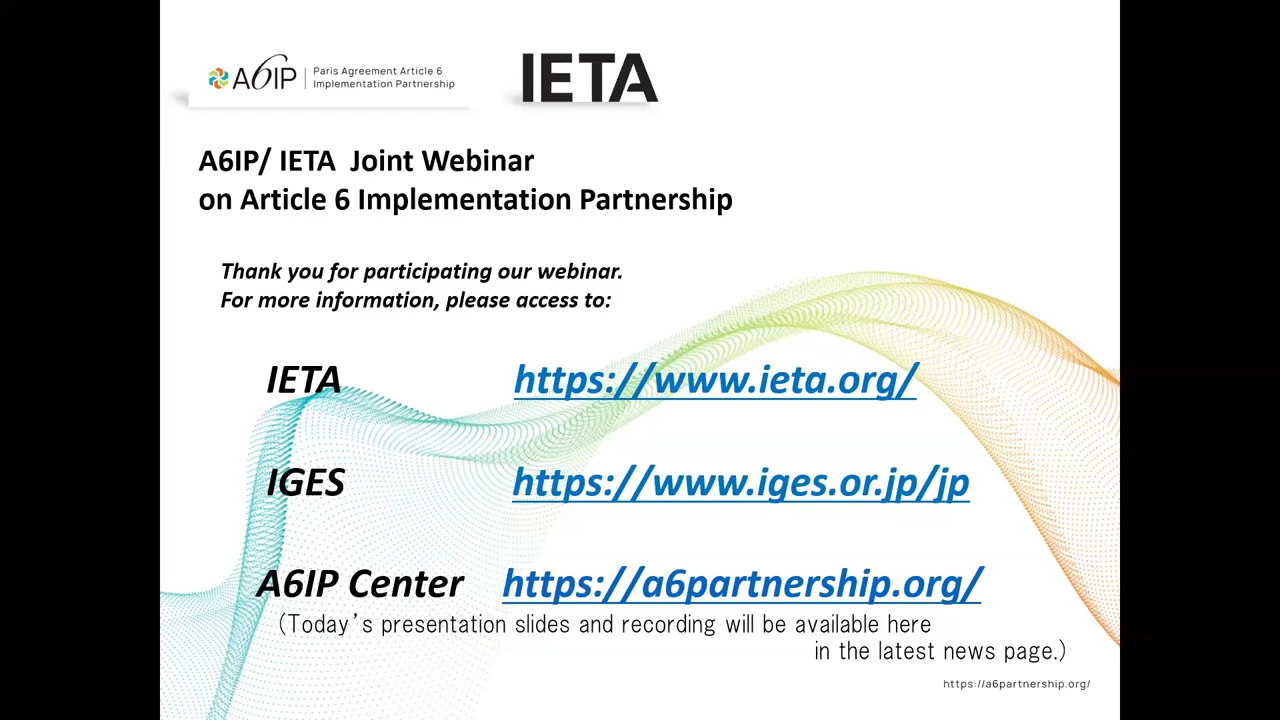 A6IP Paris Agreement Article 6
Implementation Partnership
IETA
A6IP/ IETA Joint Webinar
on Article 6 Implementation Partnership
Thank you for participating our webinar.
For more information, please access to:
IETA https://www.ieta.org/
IGES https://www.iges.or.jp/jp
A6IP Center https://a6partnership.org/
(Today's presentation slides and recording will be available here
in the latest news page.)
https://a6partnership.org/